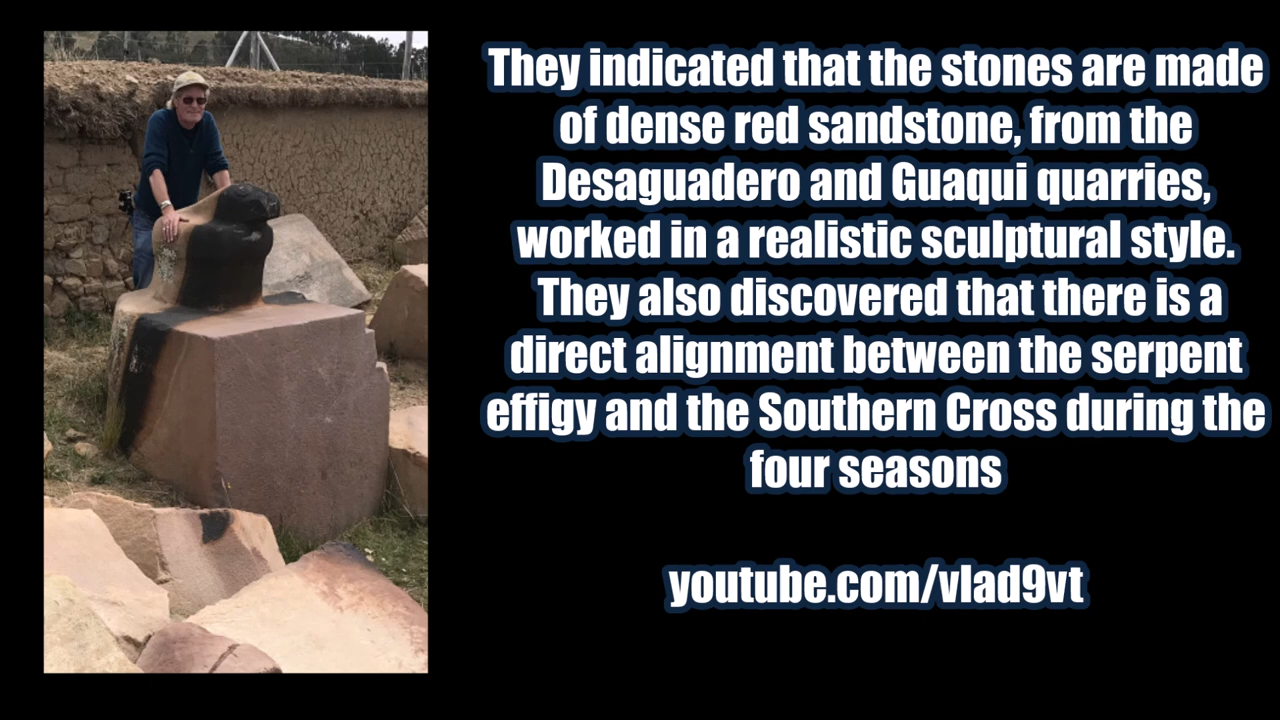 They indicated that the stones are made
of dense red sandstone, from the
Desaguadero and Guaqui quarries,
worked in a realistic sculptural style.
They also discovered that there is a
direct alignment between the serpent
effigy and the Southern Cross during the
four seasons
youtube.com/vlad9vt